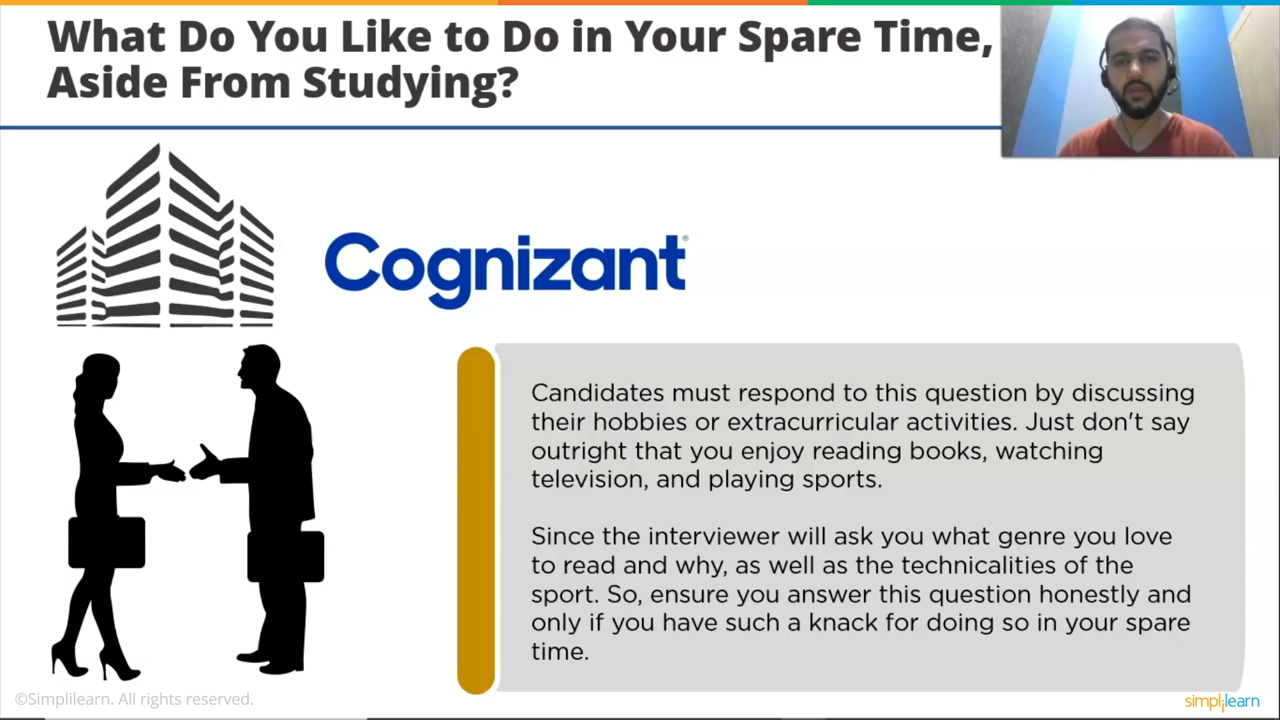 What Do You Like to Do in Your Spare Time,
Aside From Studying?
Cognizant®
Candidates must respond to this question by discussing
their hobbies or extracurricular activities. Just don't say
outright that you enjoy reading books, watching
television, and playing sports.
Since the interviewer will ask you what genre you love
to read and why, as well as the technicalities of the
sport. So, ensure you answer this question honestly and
only if you have such a knack for doing so in your spare
time.
©Simplilearn. All rights reserved.
simplilearn